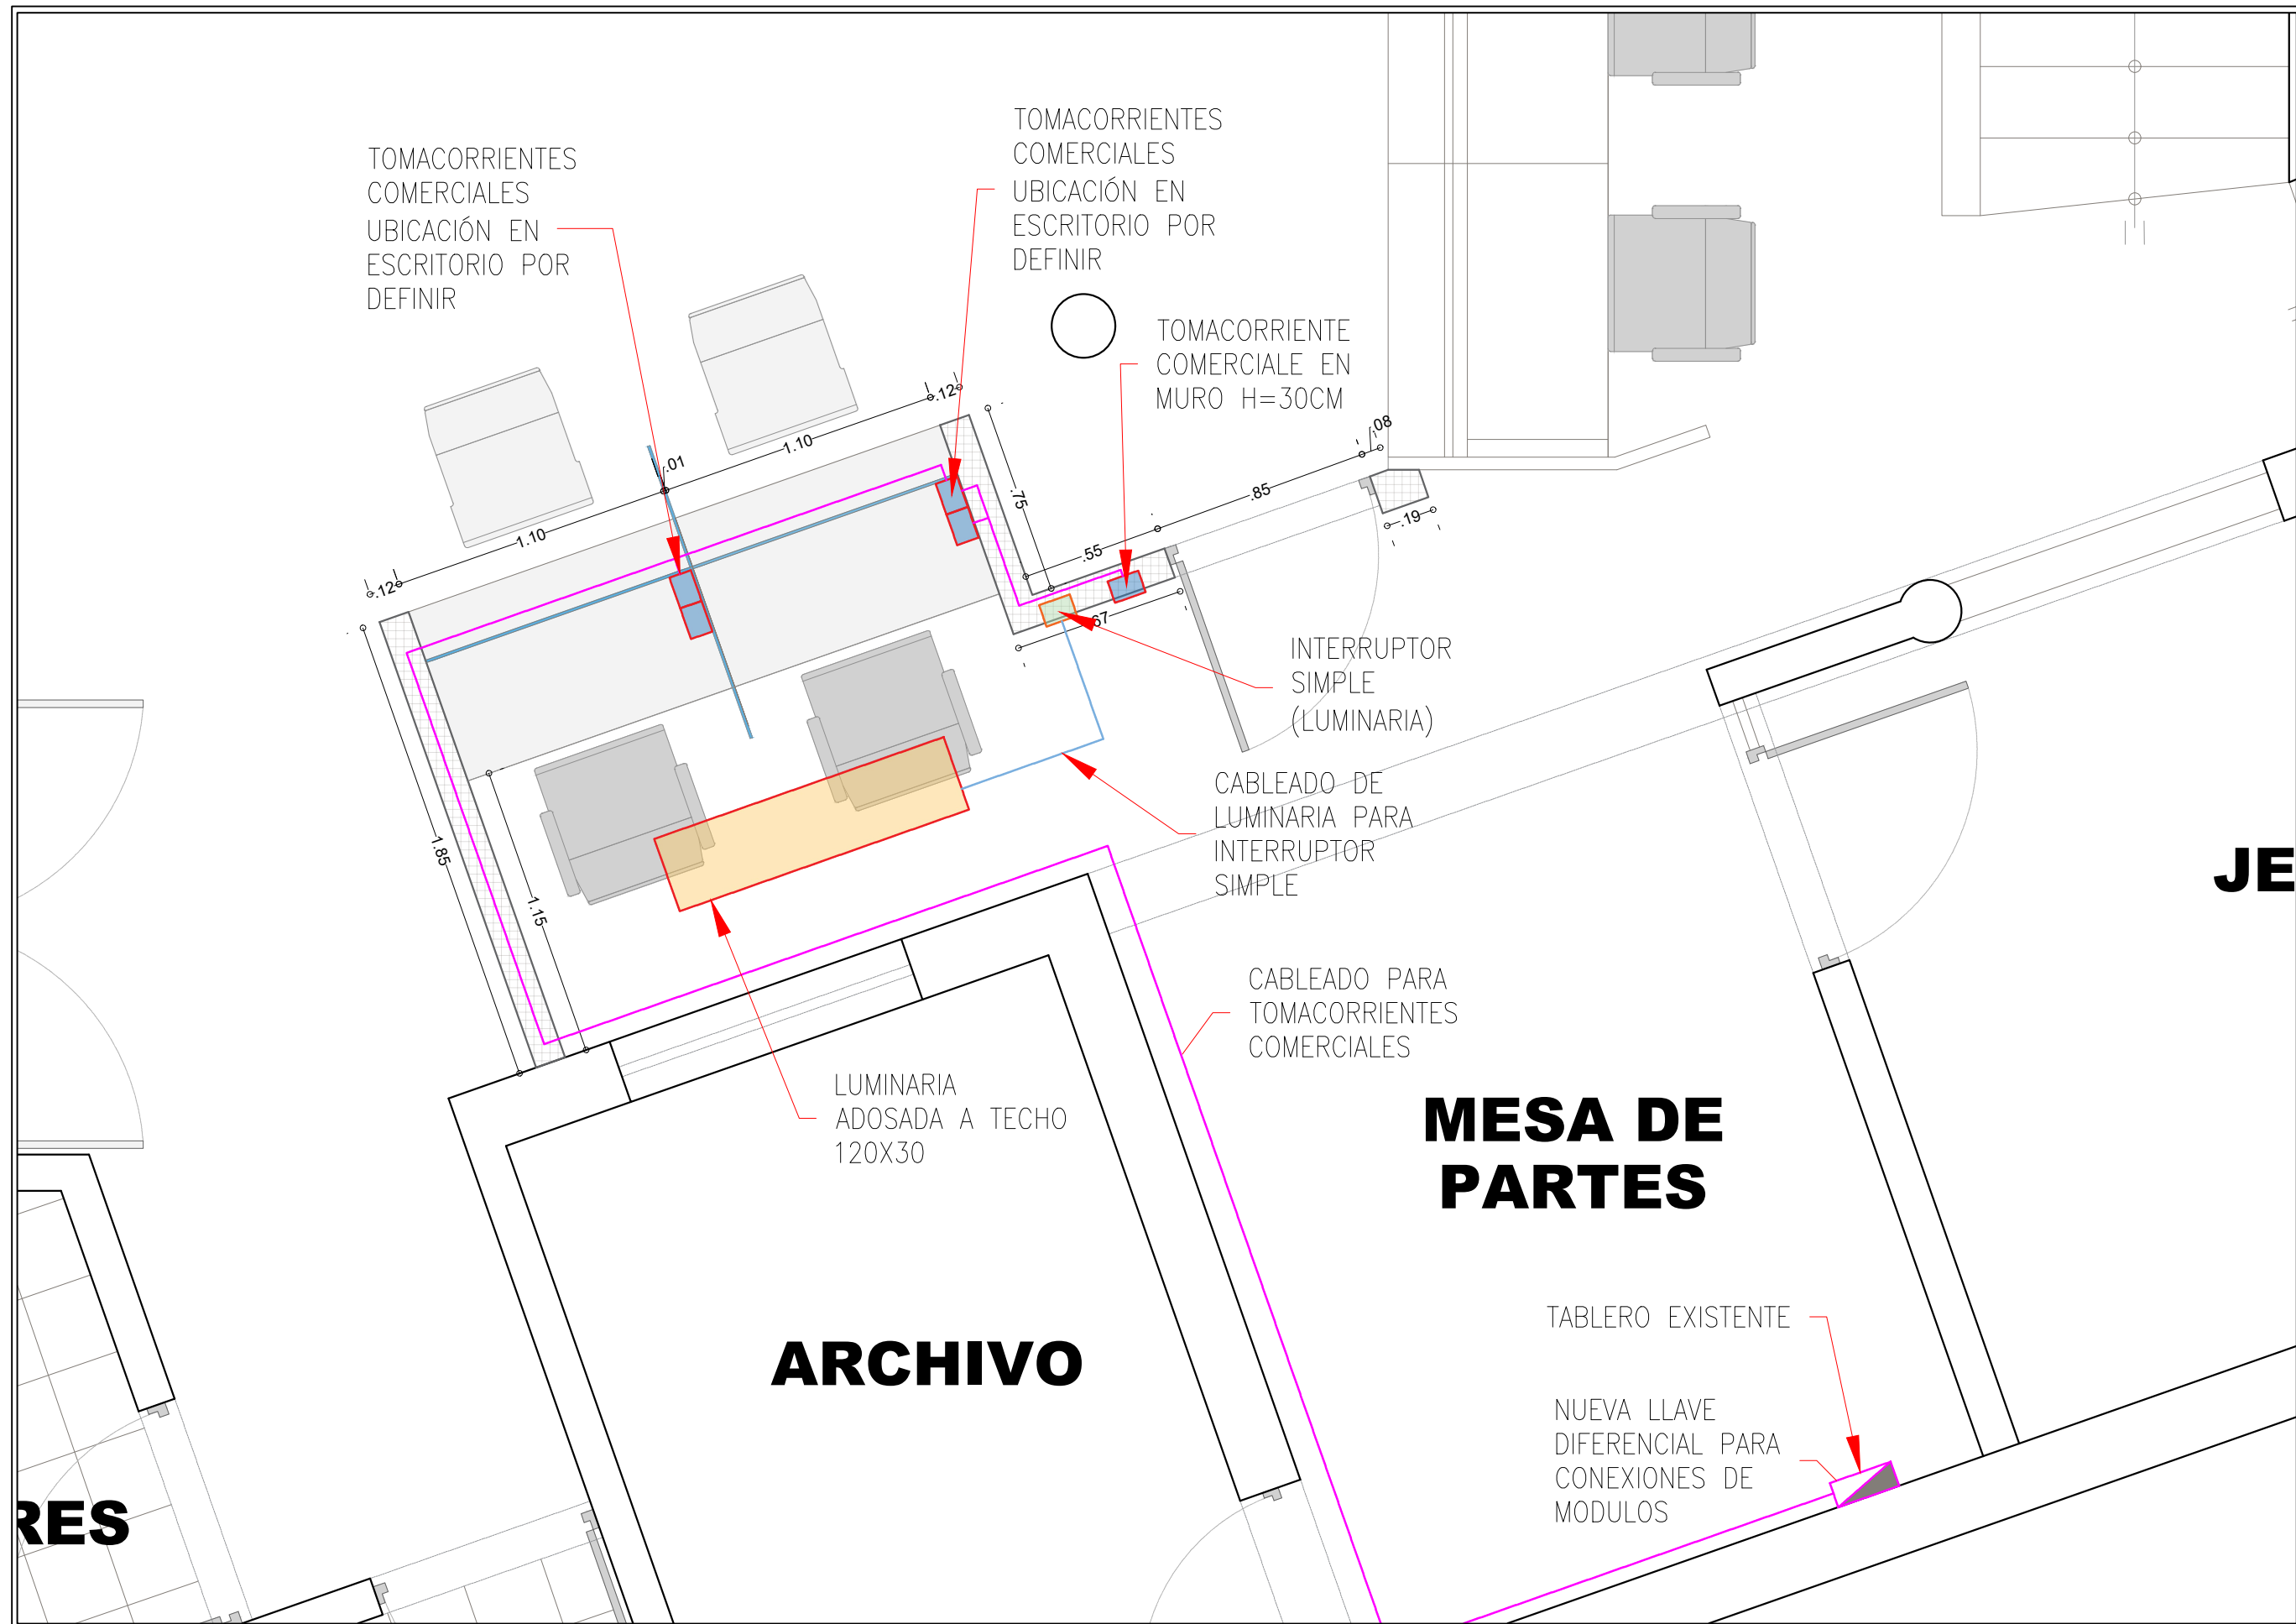 TOMACORRIENTES
COMERCIALES
UBICACIÓN EN
ESCRITORIO POR
DEFINIR
TOMACORRIENTES
COMERCIALES
UBICACIÓN EN
ESCRITORIO POR
DEFINIR
TOMACORRIENTE
COMERCIALE EN
MURO H=30CM
.12
1.10
.01
1.10
.12
.75
.55
.85
.08
.19
.67
1.85
1.15
INTERRUPTOR
SIMPLE
(LUMINARIA)
CABLEADO DE
LUMINARIA PARA
INTERRUPTOR
SIMPLE
JE
CABLEADO PARA
TOMACORRIENTES
COMERCIALES
LUMINARIA
ADOSADA A TECHO
120X30
MESA DE
PARTES
ARCHIVO
TABLERO EXISTENTE
NUEVA LLAVE
DIFERENCIAL PARA
CONEXIONES DE
MODULOS
RES